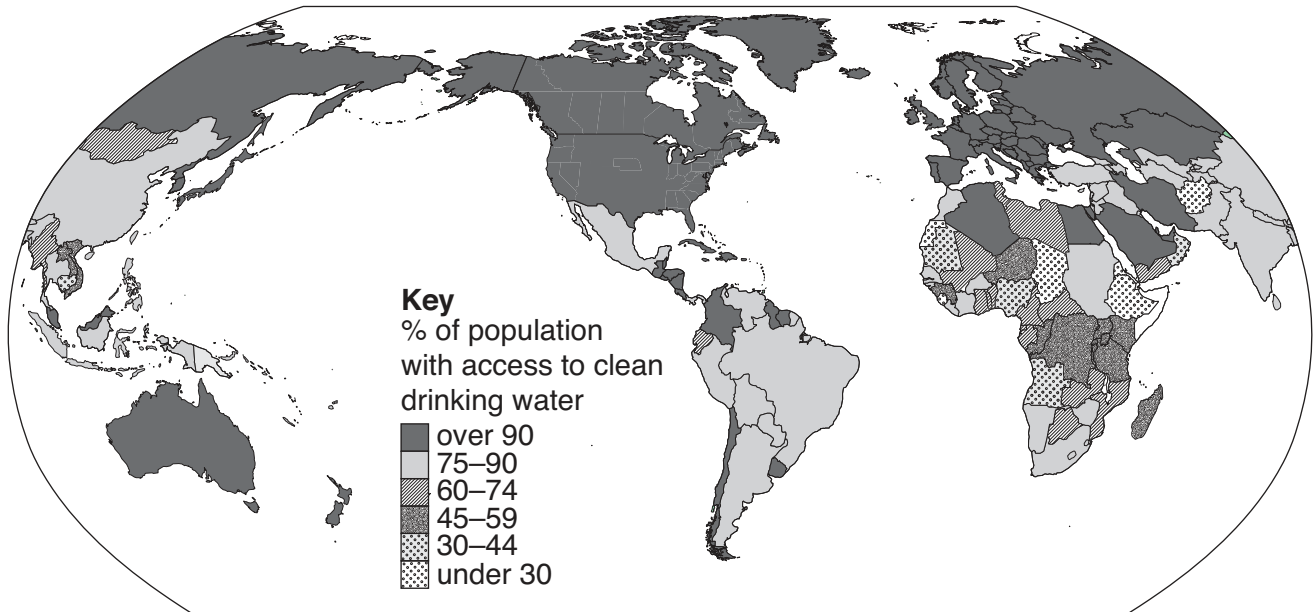 Key
% of population
with access to clean
drinking water
over 90
75–90
60–74
45–59
30–44
under 30